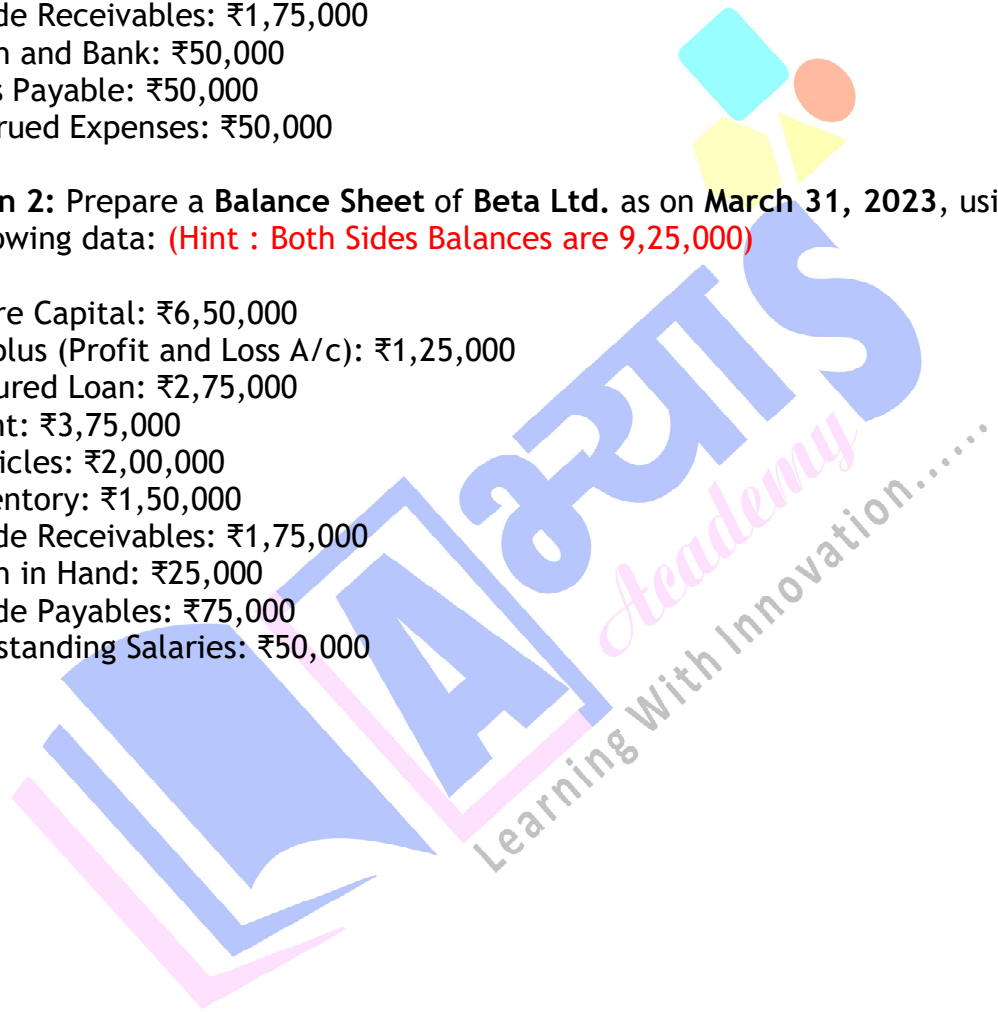 de Receivables: ₹1,75,000
n and Bank: ₹50,000
s Payable: ₹50,000
rued Expenses: ₹50,000
n 2: Prepare a Balance Sheet of Beta Ltd. as on March 31, 2023, usi
owing data: (Hint : Both Sides Balances are 9,25,000)
re Capital: ₹6,50,000
plus (Profit and Loss A/c): ₹1,25,000
ured Loan: ₹2,75,000
nt: ₹3,75,000
icles: ₹2,00,000
entory: ₹1,50,000
de Receivables: ₹1,75,000
n in Hand: ₹25,000
de Payables: ₹75,000
standing Salaries: ₹50,000
Aभ्यास
Academy
Learning With Innovation......